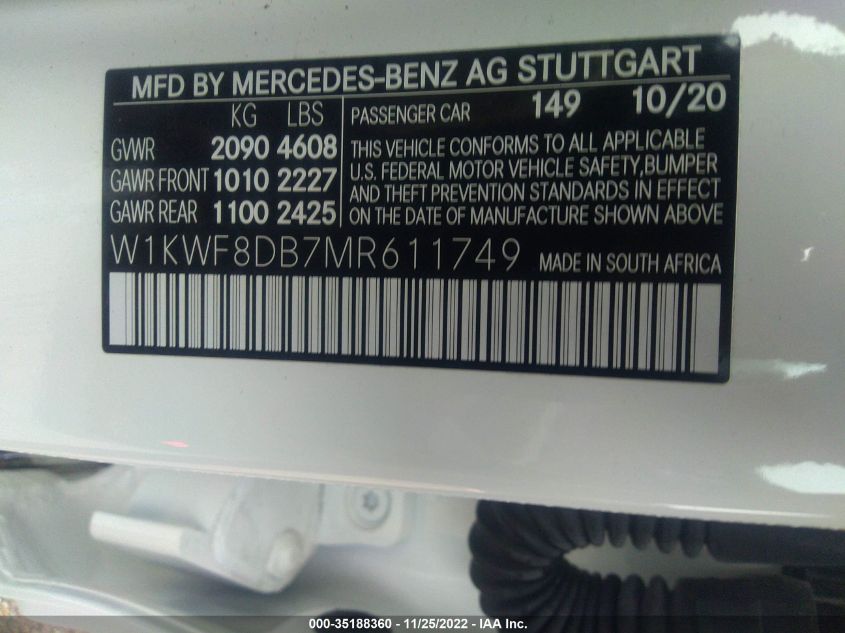 MFD BY MERCEDES-BENZ AG STUTTGART
KG LBS
PASSENGER CAR 149 10/20
GVWR 2090 4608
GAWR FRONT 1010 2227
GAWR REAR 1100 2425
THIS VEHICLE CONFORMS TO ALL APPLICABLE
U.S. FEDERAL MOTOR VEHICLE SAFETY,BUMPER
AND THEFT PREVENTION STANDARDS IN EFFECT
ON THE DATE OF MANUFACTURE SHOWN ABOVE
W1KWF8DB7MR611749 MADE IN SOUTH AFRICA
000-35188360 - 11/25/2022 - IAA Inc.